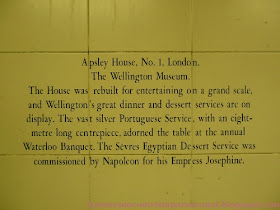 Apsley House, No. 1, London.
The Wellington Museum.
The House was rebuilt for entertaining on a grand scale,
and Wellington's great dinner and dessert services are on
display. The vast silver Portuguese Service, with an eight-
metre long centrepiece, adorned the table at the annual
Waterloo Banquet. The Sèvres Egyptian Dessert Service was
commissioned by Napoleon for his Empress Josephine.